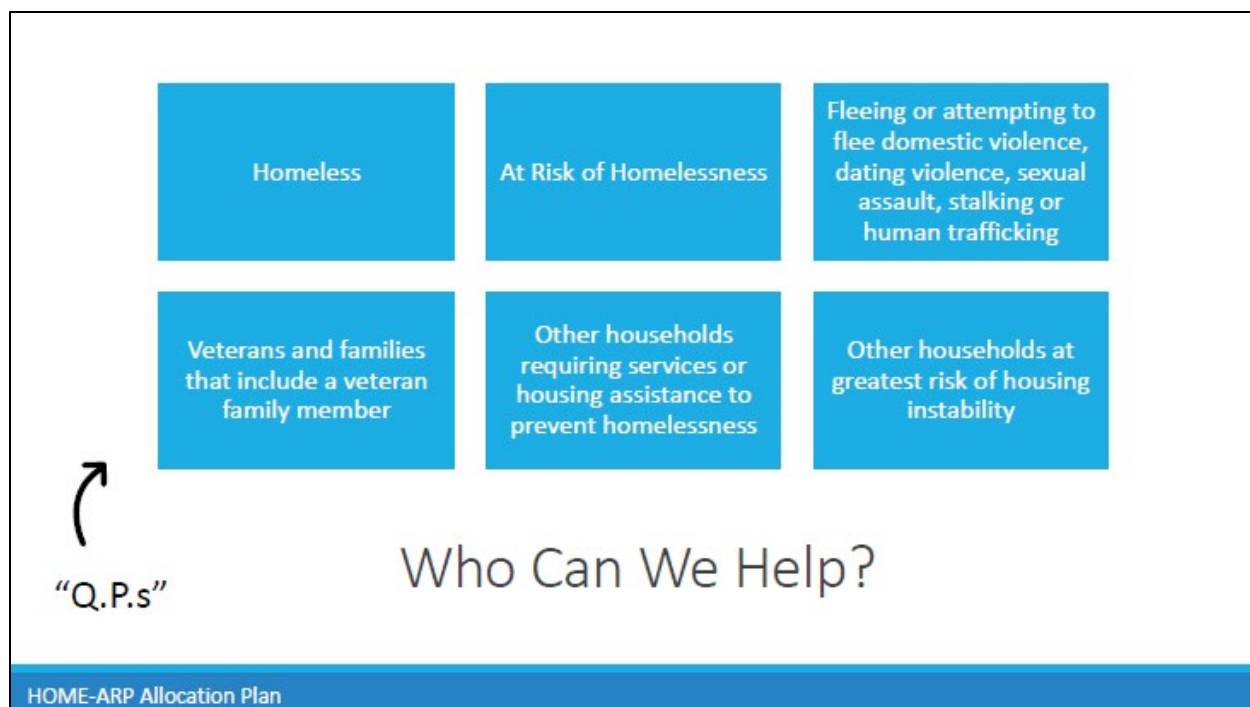 Homeless
At Risk of Homelessness
Fleeing or attempting to
flee domestic violence,
dating violence, sexual
assault, stalking or
human trafficking
Veterans and families
that include a veteran
family member
Other households
requiring services or
housing assistance to
prevent homelessness
Other households at
greatest risk of housing
instability
“Q.P.s”
Who Can We Help?
HOME-ARP Allocation Plan